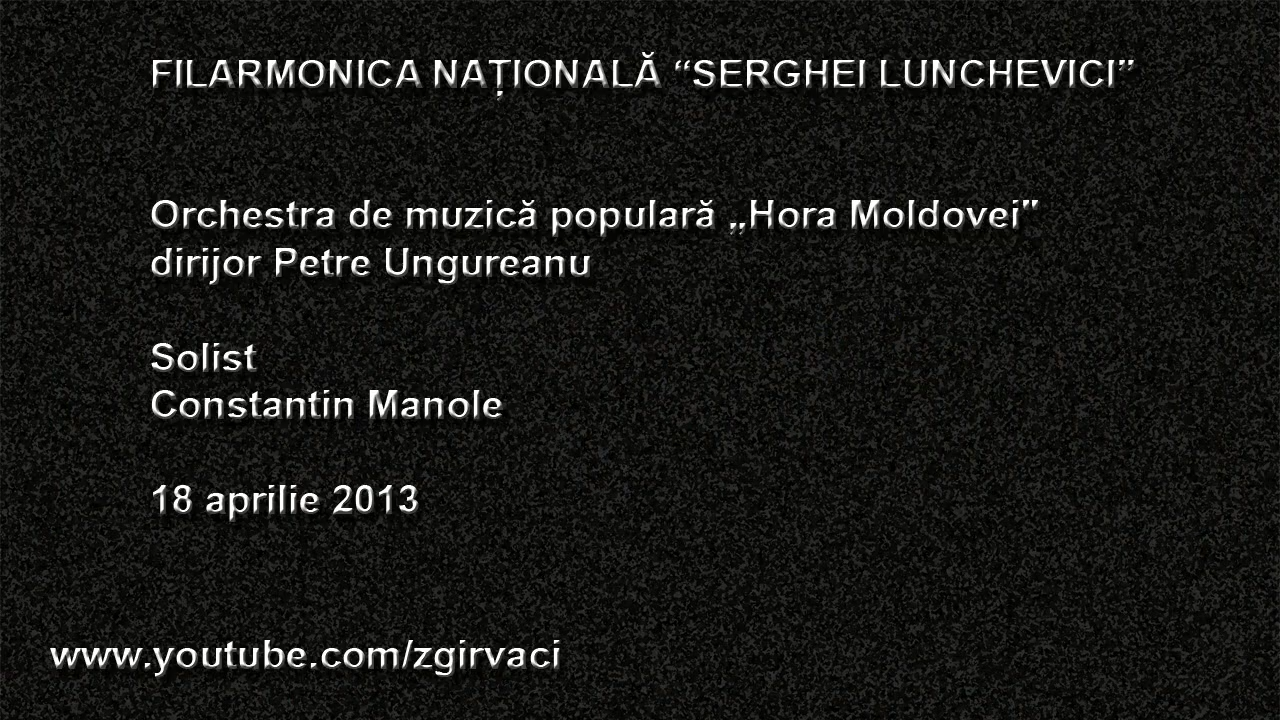 FILARMONICA NAȚIONALĂ “SERGHEI LUNCHEVICI”
Orchestra de muzică populară „Hora Moldovei"
dirijor Petre Ungureanu
Solist
Constantin Manole
18 aprilie 2013
www.youtube.com/zgirvaci